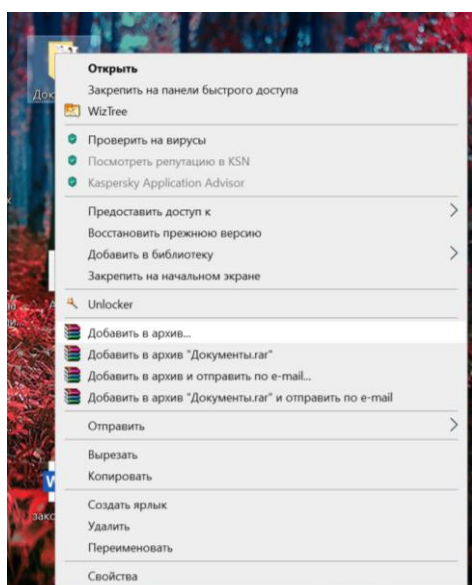 Док
Открыть
Закрепить на панели быстрого доступа
WizTree
Проверить на вирусы
Посмотреть репутацию в KSN
Kaspersky Application Advisor
Предоставить доступ к
Восстановить прежнюю версию
Добавить в библиотеку
Закрепить на начальном экране
Unlocker
Добавить в архив...
Добавить в архив "Документы.rar"
Добавить в архив и отправить по e-mail...
Добавить в архив "Документы.rar" и отправить по e-mail
Отправить
Вырезать
Копировать
Создать ярлык
Удалить
Переименовать
Свойства